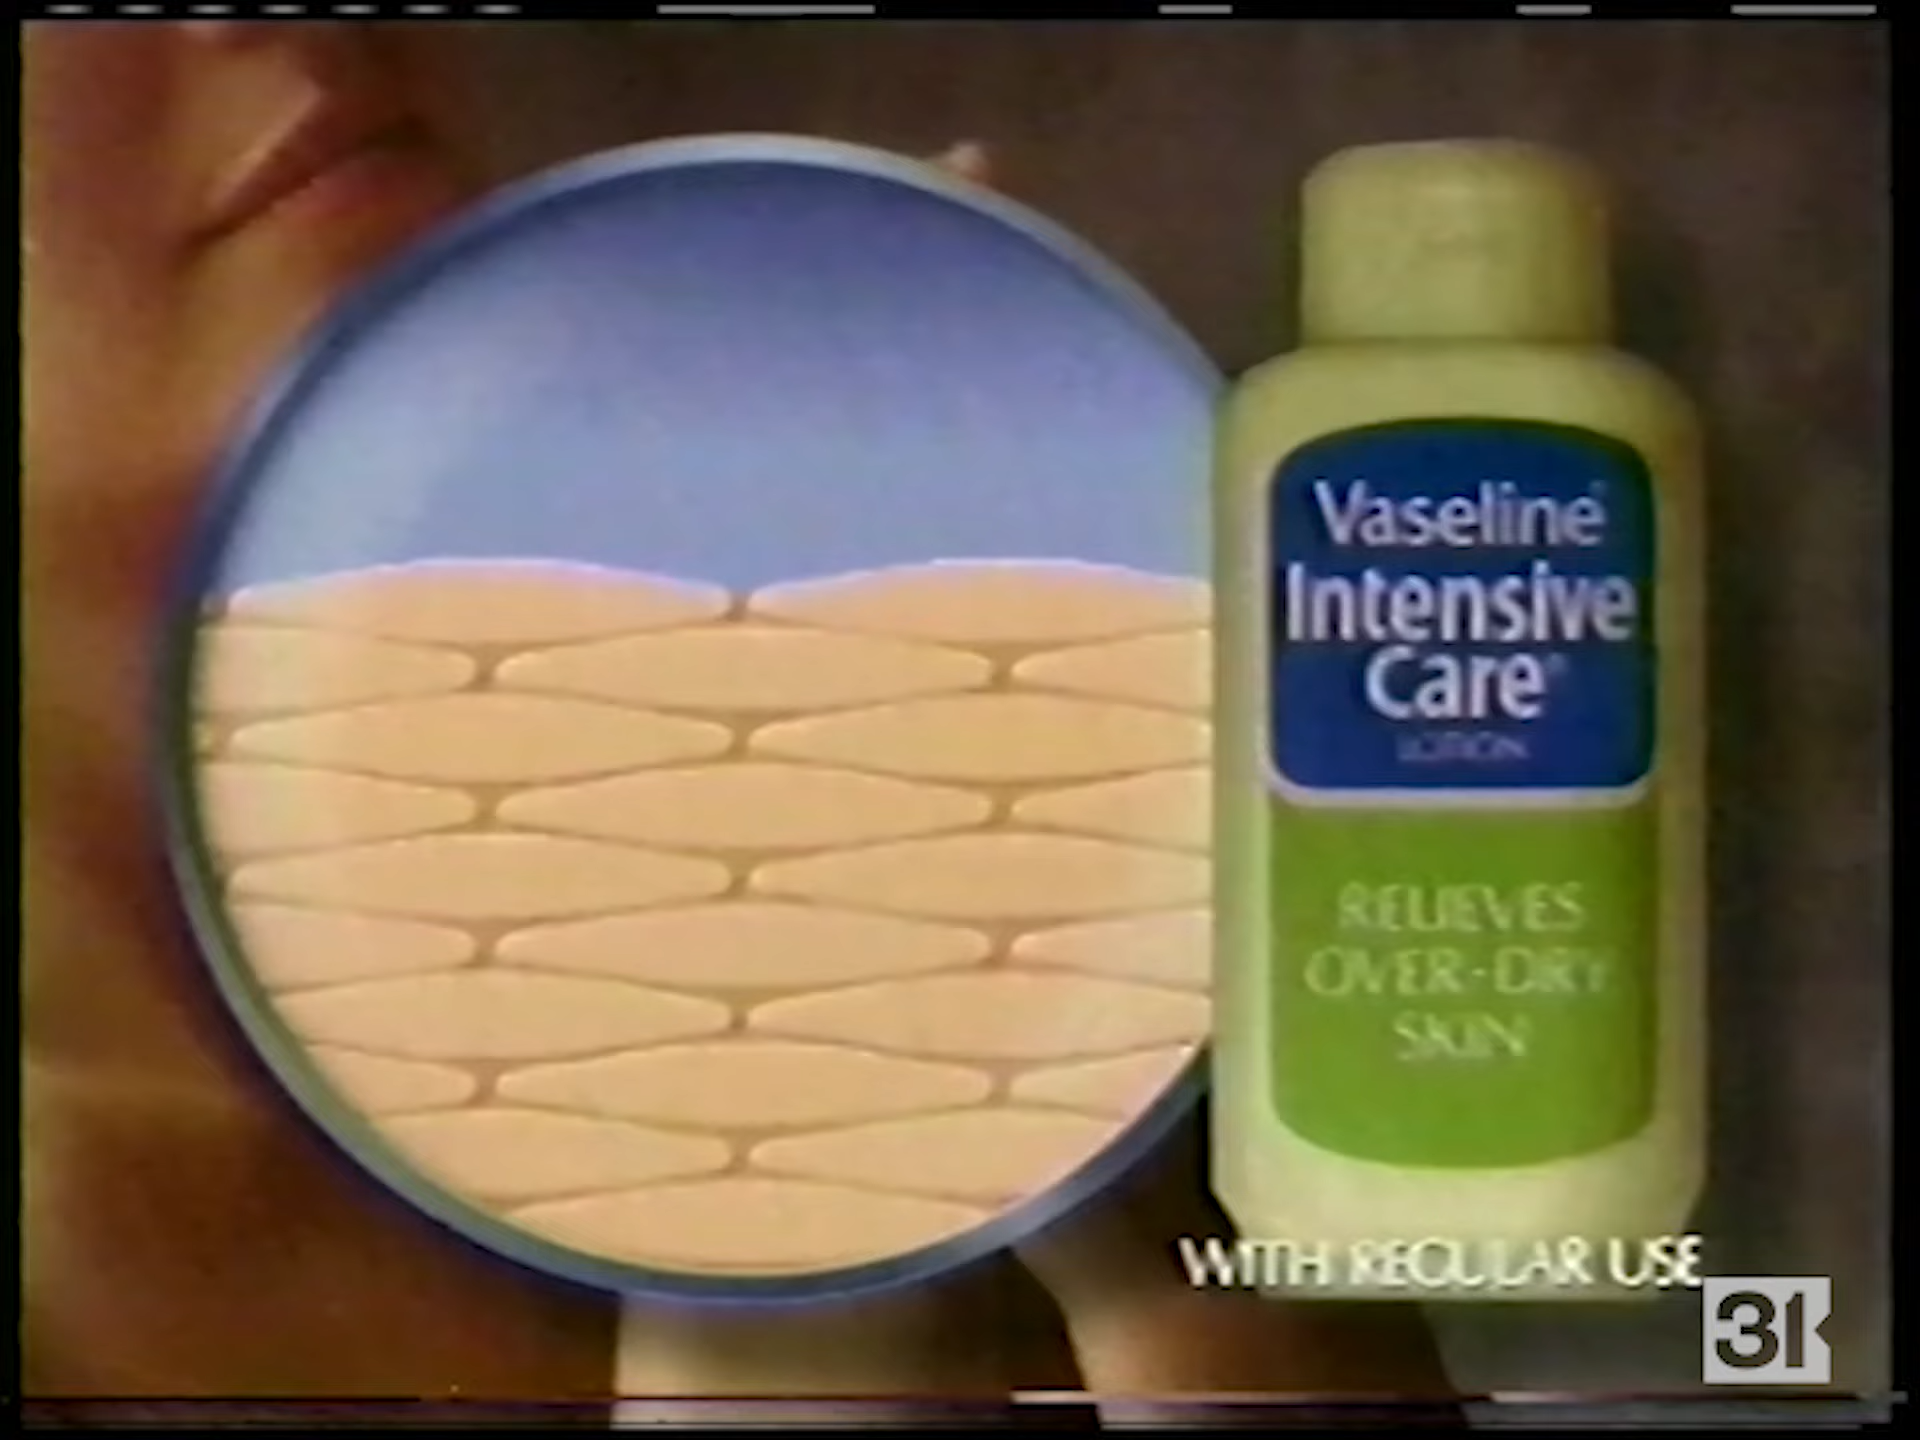 Vaseline®
Intensive
Care®
LOTION
RELIEVES
OVER-DRY
SKIN
WITH REGULAR USE
31